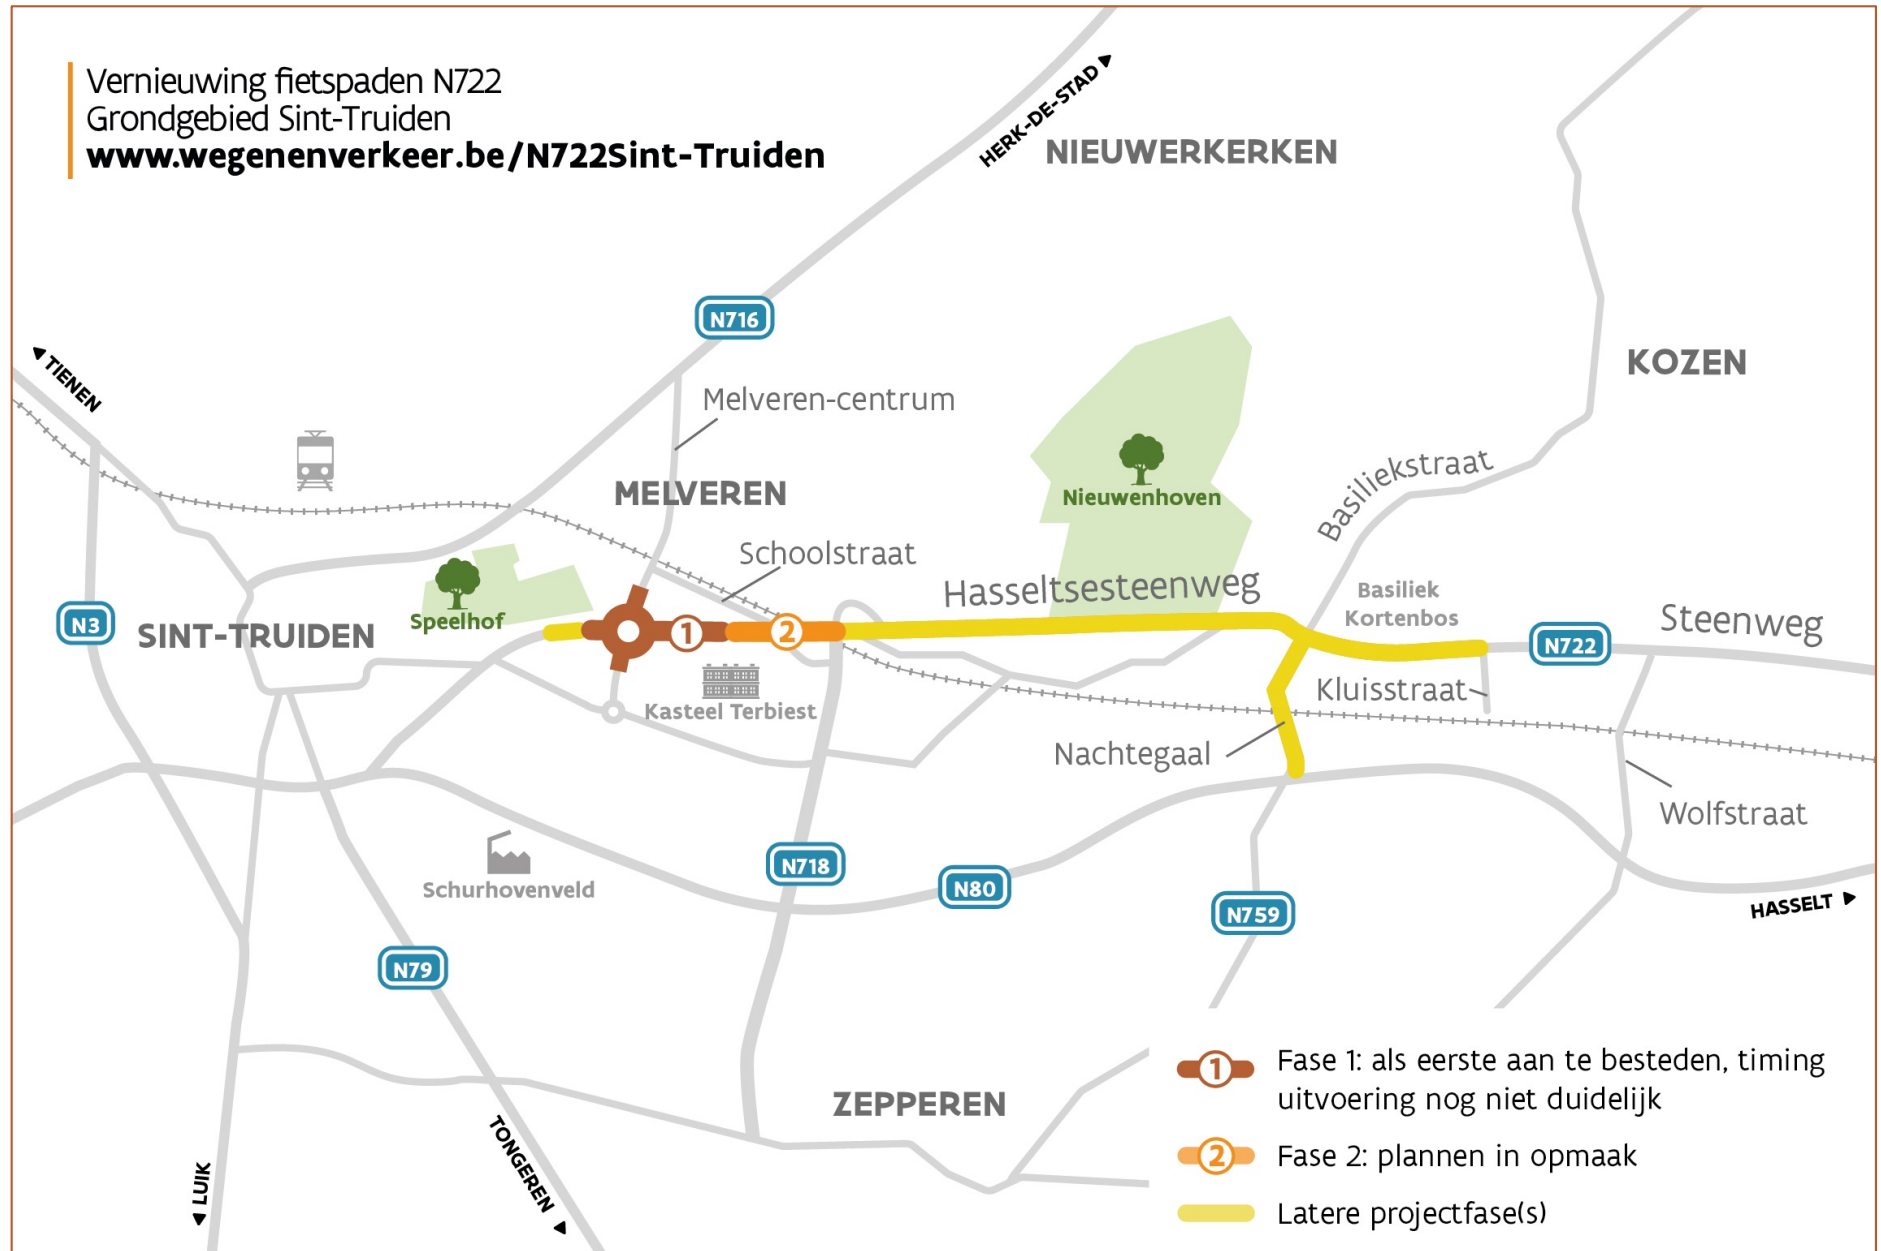 Vernieuwing fietspaden N722
Grondgebied Sint-Truiden
www.wegenenverkeer.be/N722Sint-Truiden
HERK-DE-STAD
NIEUWERKERKEN
N716
TIENEN
KOZEN
Melveren-centrum
Basiliekstraat
MELVEREN
Nieuwenhoven
Schoolstraat
Hasseltsesteenweg
Basiliek
Kortenbos
Steenweg
N3
SINT-TRUIDEN
Speelhof
1
2
N722
Kluisstraat
Kasteel Terbiest
Nachtegaal
Wolfstraat
Schurhovenveld
N718
N80
N759
HASSELT
N79
ZEPPEREN
LUIK
TONGEREN
1
Fase 1: als eerste aan te besteden, timing
uitvoering nog niet duidelijk
2
Fase 2: plannen in opmaak
Latere projectfase(s)